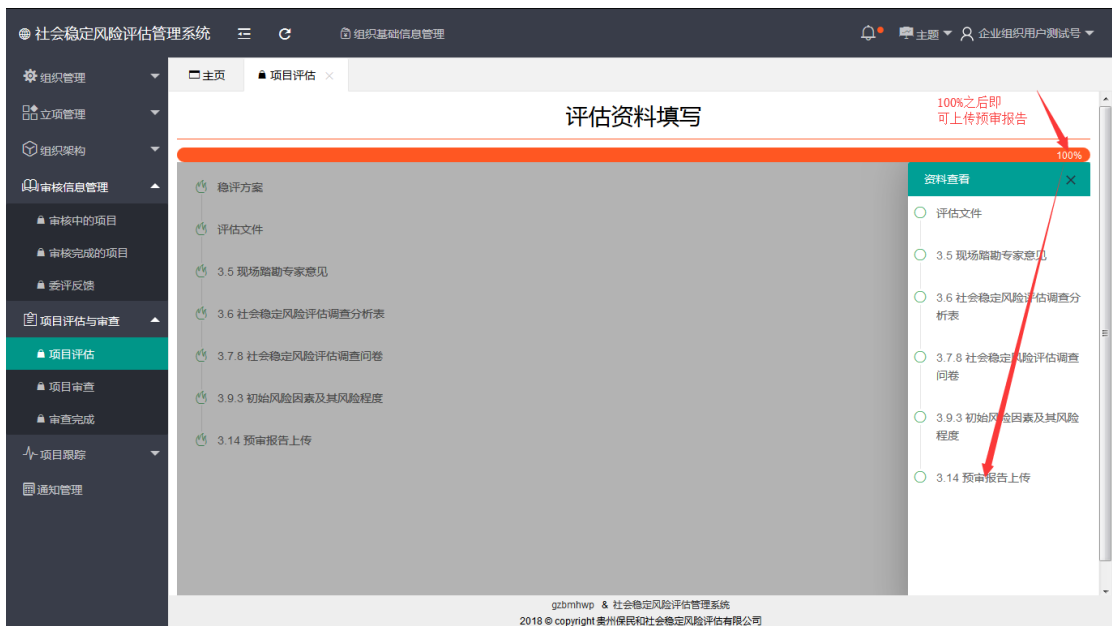 社会稳定风险评估管理系统
组织基础信息管理
主题
企业组织用户测试号
组织管理
立项管理
组织架构
审核信息管理
审核中的项目
审核完成的项目
委评反馈
项目评估与审查
项目评估
项目审查
审查完成
项目跟踪
通知管理
主页
项目评估
评估资料填写
100%之后即
可上传预审报告
100%
稳评方案
评估文件
3.5 现场踏勘专家意见
3.6 社会稳定风险评估调查分析表
3.7.8 社会稳定风险评估调查问卷
3.9.3 初始风险因素及其风险程度
3.14 预审报告上传
资料查看
评估文件
3.5 现场踏勘专家意见
3.6 社会稳定风险评估调查分
析表
3.7.8 社会稳定风险评估调查
问卷
3.9.3 初始风险因素及其风险
程度
3.14 预审报告上传
gzbmhwp & 社会稳定风险评估管理系统
2018 © copyright 贵州保民和社会稳定风险评估有限公司